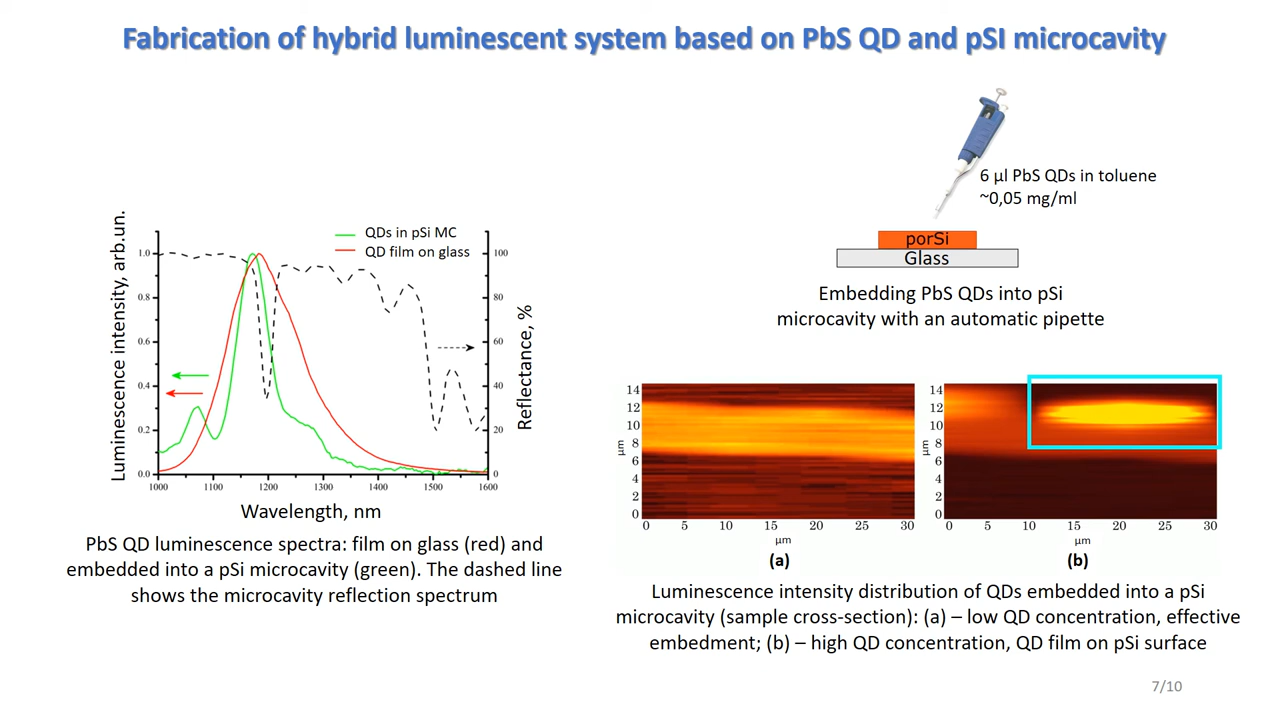 Fabrication of hybrid luminescent system based on PbS QD and pSI microcavity
6 µl PbS QDs in toluene
~0,05 mg/ml
porSi
Glass
Embedding PbS QDs into pSi
microcavity with an automatic pipette
QDs in pSi MC
QD film on glass
Luminescence intensity, arb.un.
1.0
0.8
0.6
0.4
0.2
0.0
100
80
60
40
20
0
Reflectance, %
1000 1100 1200 1300 1400 1500 1600
Wavelength, nm
PbS QD luminescence spectra: film on glass (red) and
embedded into a pSi microcavity (green). The dashed line
shows the microcavity reflection spectrum
14
12
10
8
6
4
2
0
µm
0 5 10 15 20 25 30
µm
(a)
14
12
10
8
6
4
2
0
µm
0 5 10 15 20 25 30
µm
(b)
Luminescence intensity distribution of QDs embedded into a pSi
microcavity (sample cross-section): (a) – low QD concentration, effective
embedment; (b) – high QD concentration, QD film on pSi surface
7/10